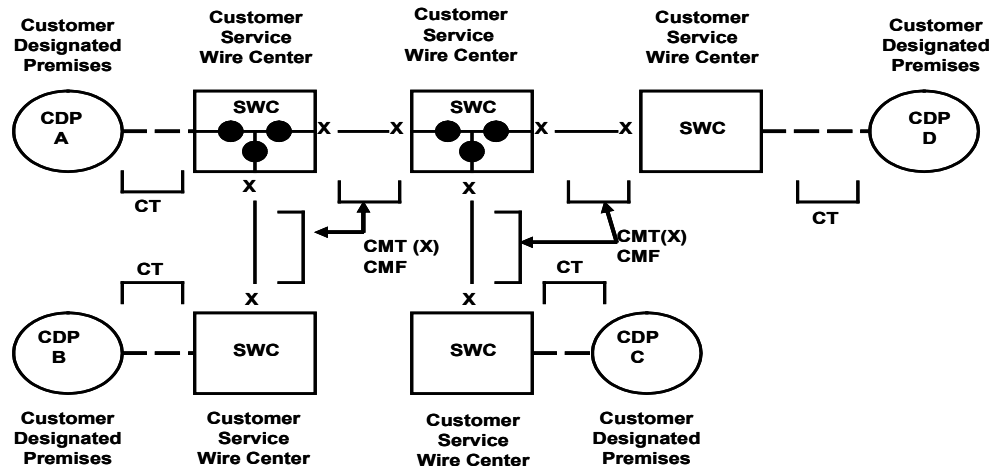 Customer
Designated
Premises
Customer
Service
Wire Center
Customer
Service
Wire Center
Customer
Service
Wire Center
Customer
Designated
Premises
CDP
A
SWC
X
X
SWC
X
X
SWC
CDP
D
CT
X
X
CT
CMT (X)
CMF
CMT(X)
CMF
CT
CT
X
X
CDP
B
SWC
SWC
CDP
C
Customer
Designated
Premises
Customer
Service
Wire Center
Customer
Service
Wire Center
Customer
Designated
Premises